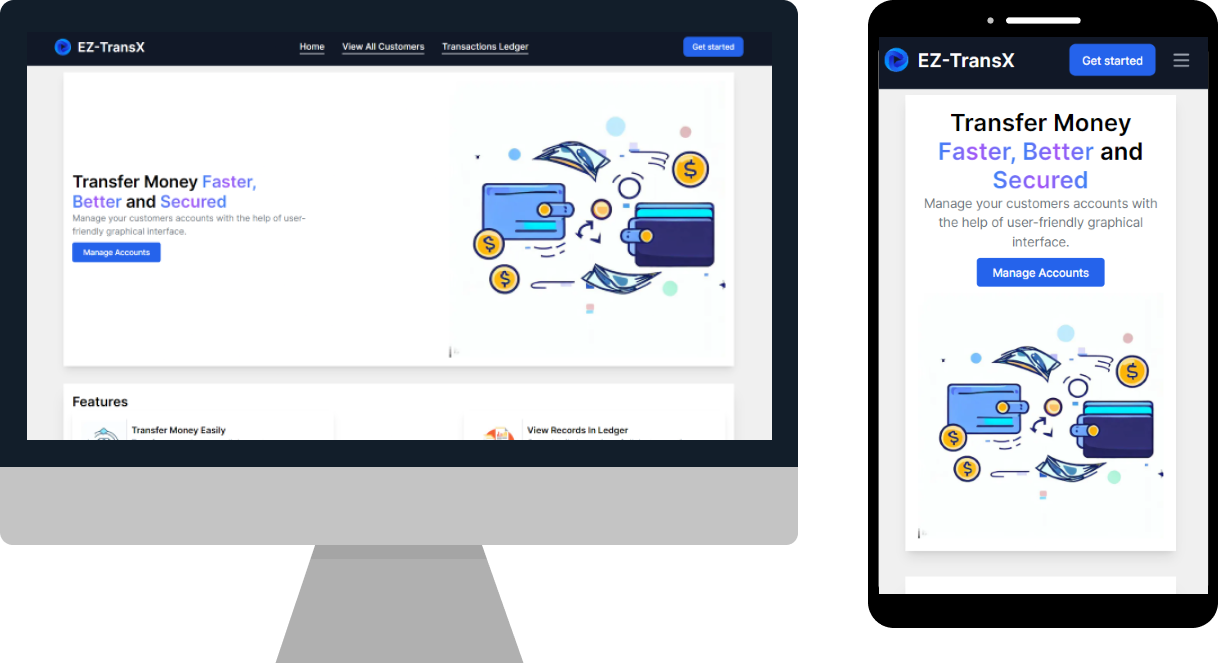 EZ-TransX
Home View All Customers Transactions Ledger
Get started
Transfer Money Faster,
Better and Secured
Manage your customers accounts with the help of user-
friendly graphical interface.
Manage Accounts
$
$
$
Features
Transfer Money Easily
View Records In Ledger
EZ-TransX
Get started
Transfer Money
Faster, Better and
Secured
Manage your customers accounts with
the help of user-friendly graphical
interface.
Manage Accounts
$
$
$